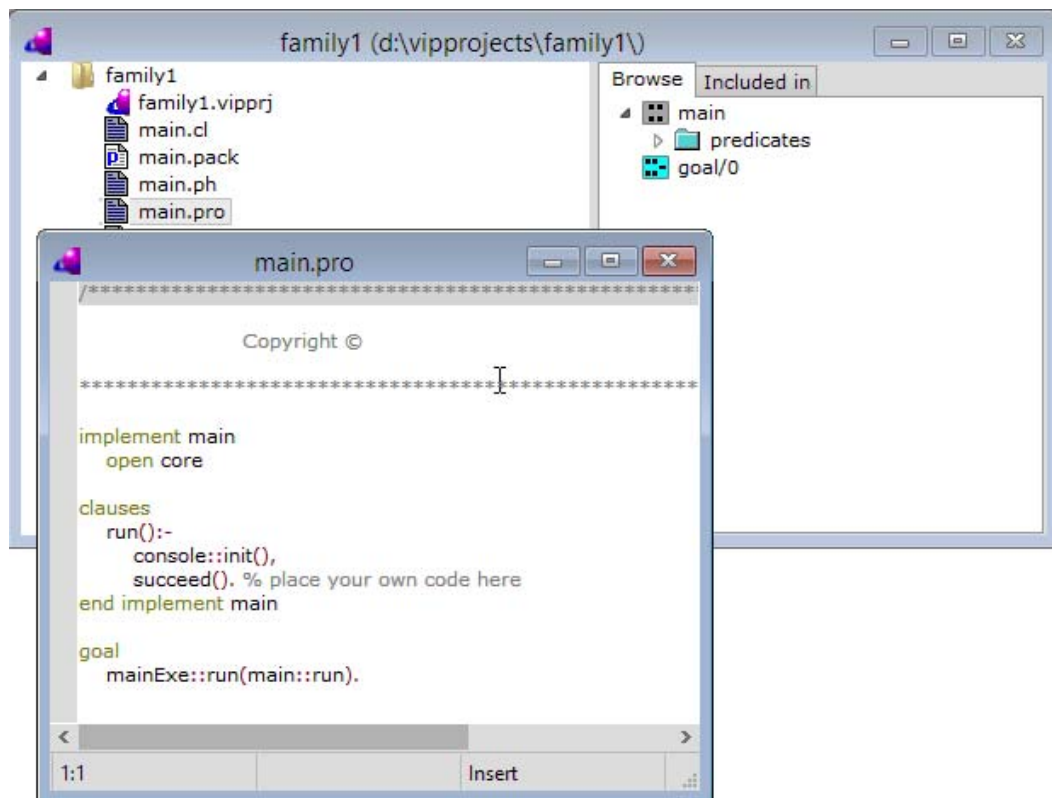 family1 (d:\vipprojects\family1\)
family1
family1.vipprj
main.cl
main.pack
main.ph
main.pro
Browse
Included in
main
predicates
goal/0
main.pro
/****************************************************
Copyright ©
****************************************************
implement main
open core
clauses
run():-
console::init(),
succeed(). % place your own code here
end implement main
goal
mainExe::run(main::run).
1:1
Insert